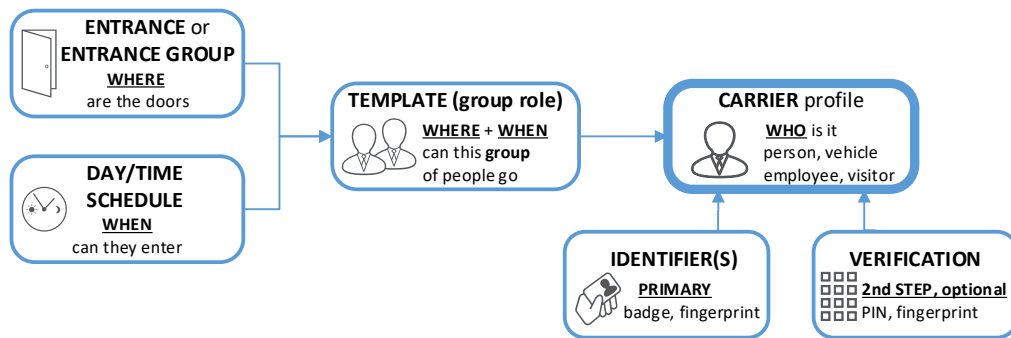 ENTRANCE or
ENTRANCE GROUP
WHERE
are the doors
DAY/TIME
SCHEDULE
WHEN
can they enter
TEMPLATE (group role)
WHERE + WHEN
can this group
of people go
CARRIER profile
WHO is it
person, vehicle
employee, visitor
IDENTIFIER(S)
PRIMARY
badge, fingerprint
VERIFICATION
2nd STEP, optional
PIN, fingerprint